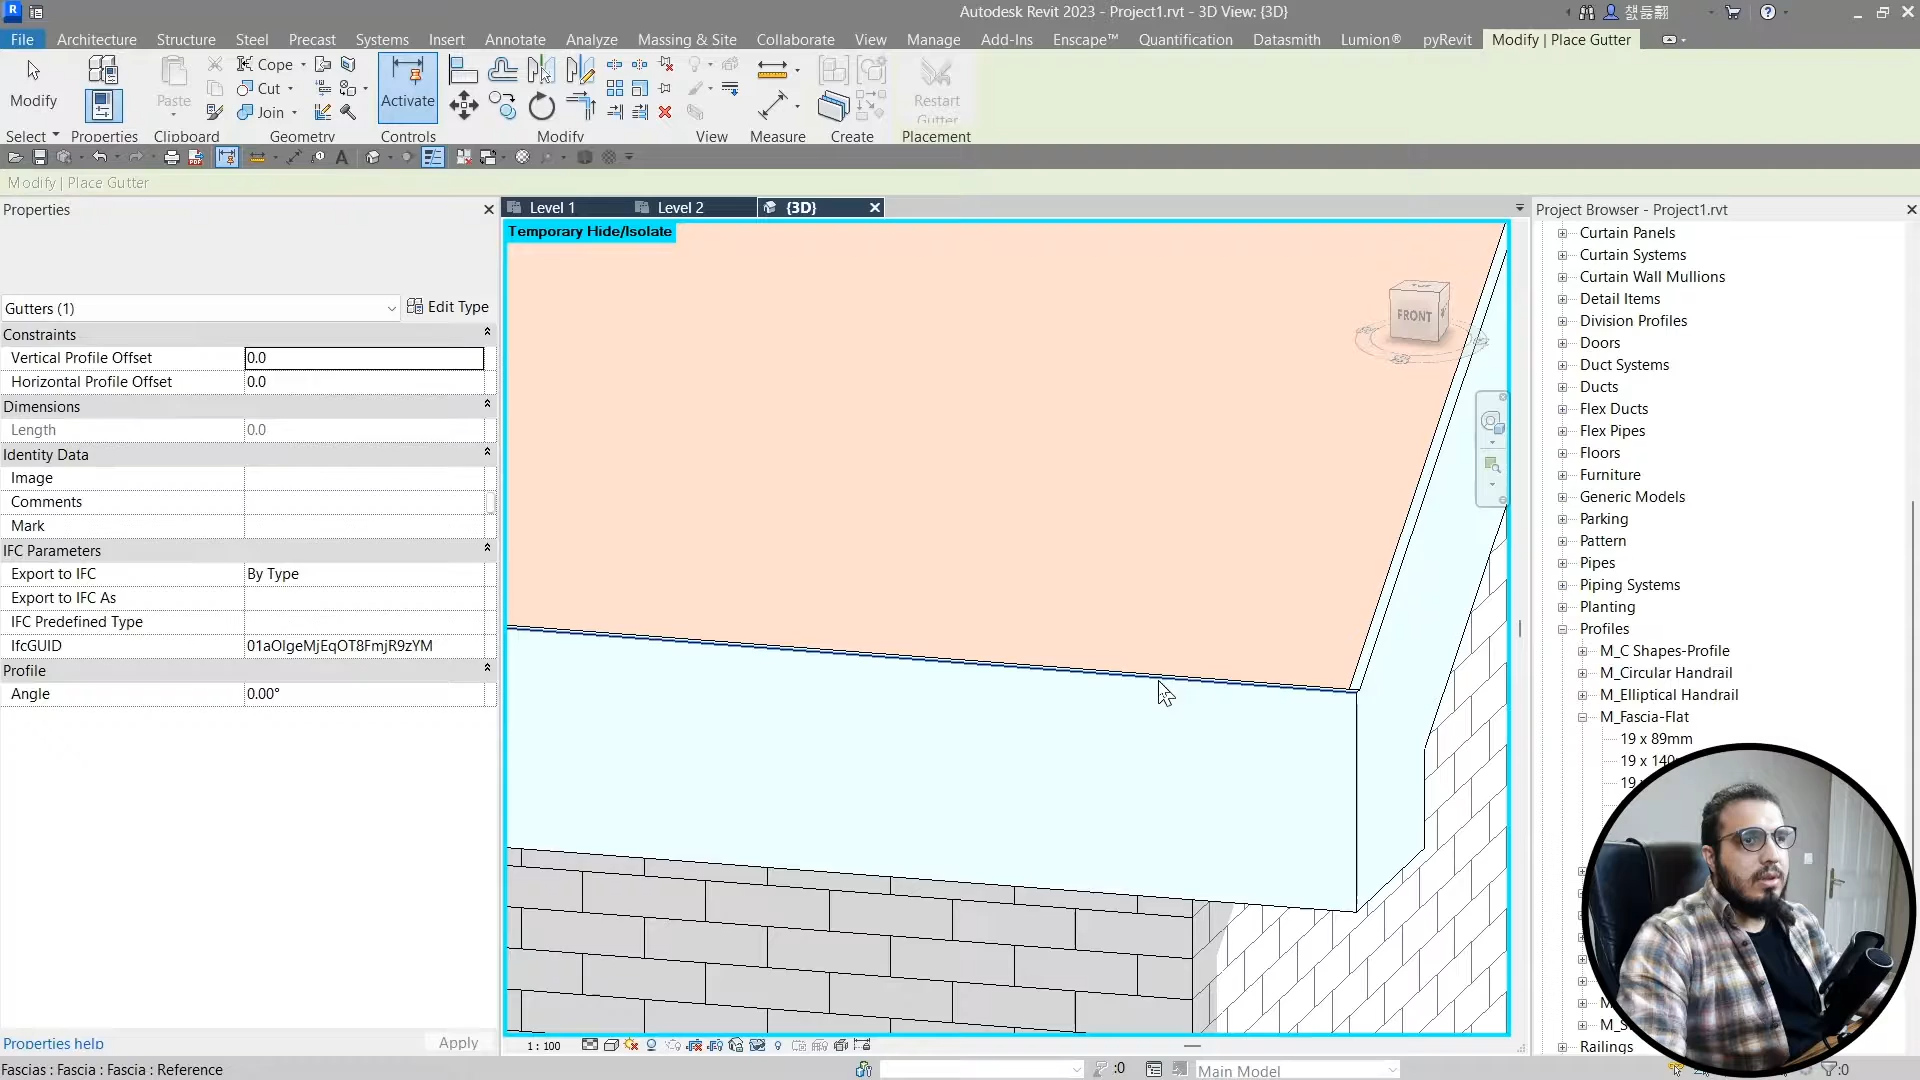 R
Autodesk Revit 2023 - Project1.rvt - 3D View: {3D}
File Architecture Structure Steel Precast Systems Insert Annotate Analyze Massing & Site Collaborate View Manage Add-Ins Enscape™ Quantification Datasmith Lumion® pyRevit Modify | Place Gutter
Modify
Paste
Cope
Cut
Join
Activate
Restart
Gutter
Select Properties Clipboard Geometry Controls Modify View Measure Create Placement
Modify | Place Gutter
Properties
Level 1 Level 2 {3D}
Project Browser - Project1.rvt
Temporary Hide/Isolate
FRONT
Gutters (1) Edit Type
Constraints
Vertical Profile Offset 0.0
Horizontal Profile Offset 0.0
Dimensions
Length 0.0
Identity Data
Image
Comments
Mark
IFC Parameters
Export to IFC By Type
Export to IFC As
IFC Predefined Type
IfcGUID 01aOlgeMjEqOT8FmjR9zYM
Profile
Angle 0.00°
Properties help Apply
Curtain Panels
Curtain Systems
Curtain Wall Mullions
Detail Items
Division Profiles
Doors
Duct Systems
Ducts
Flex Ducts
Flex Pipes
Floors
Furniture
Generic Models
Parking
Pattern
Pipes
Piping Systems
Planting
Profiles
M_C Shapes-Profile
M_Circular Handrail
M_Elliptical Handrail
M_Fascia-Flat
19 x 89mm
19 x 140
19
Railings
1 : 100
Fascias : Fascia : Fascia : Reference
:0
Main Model
:0